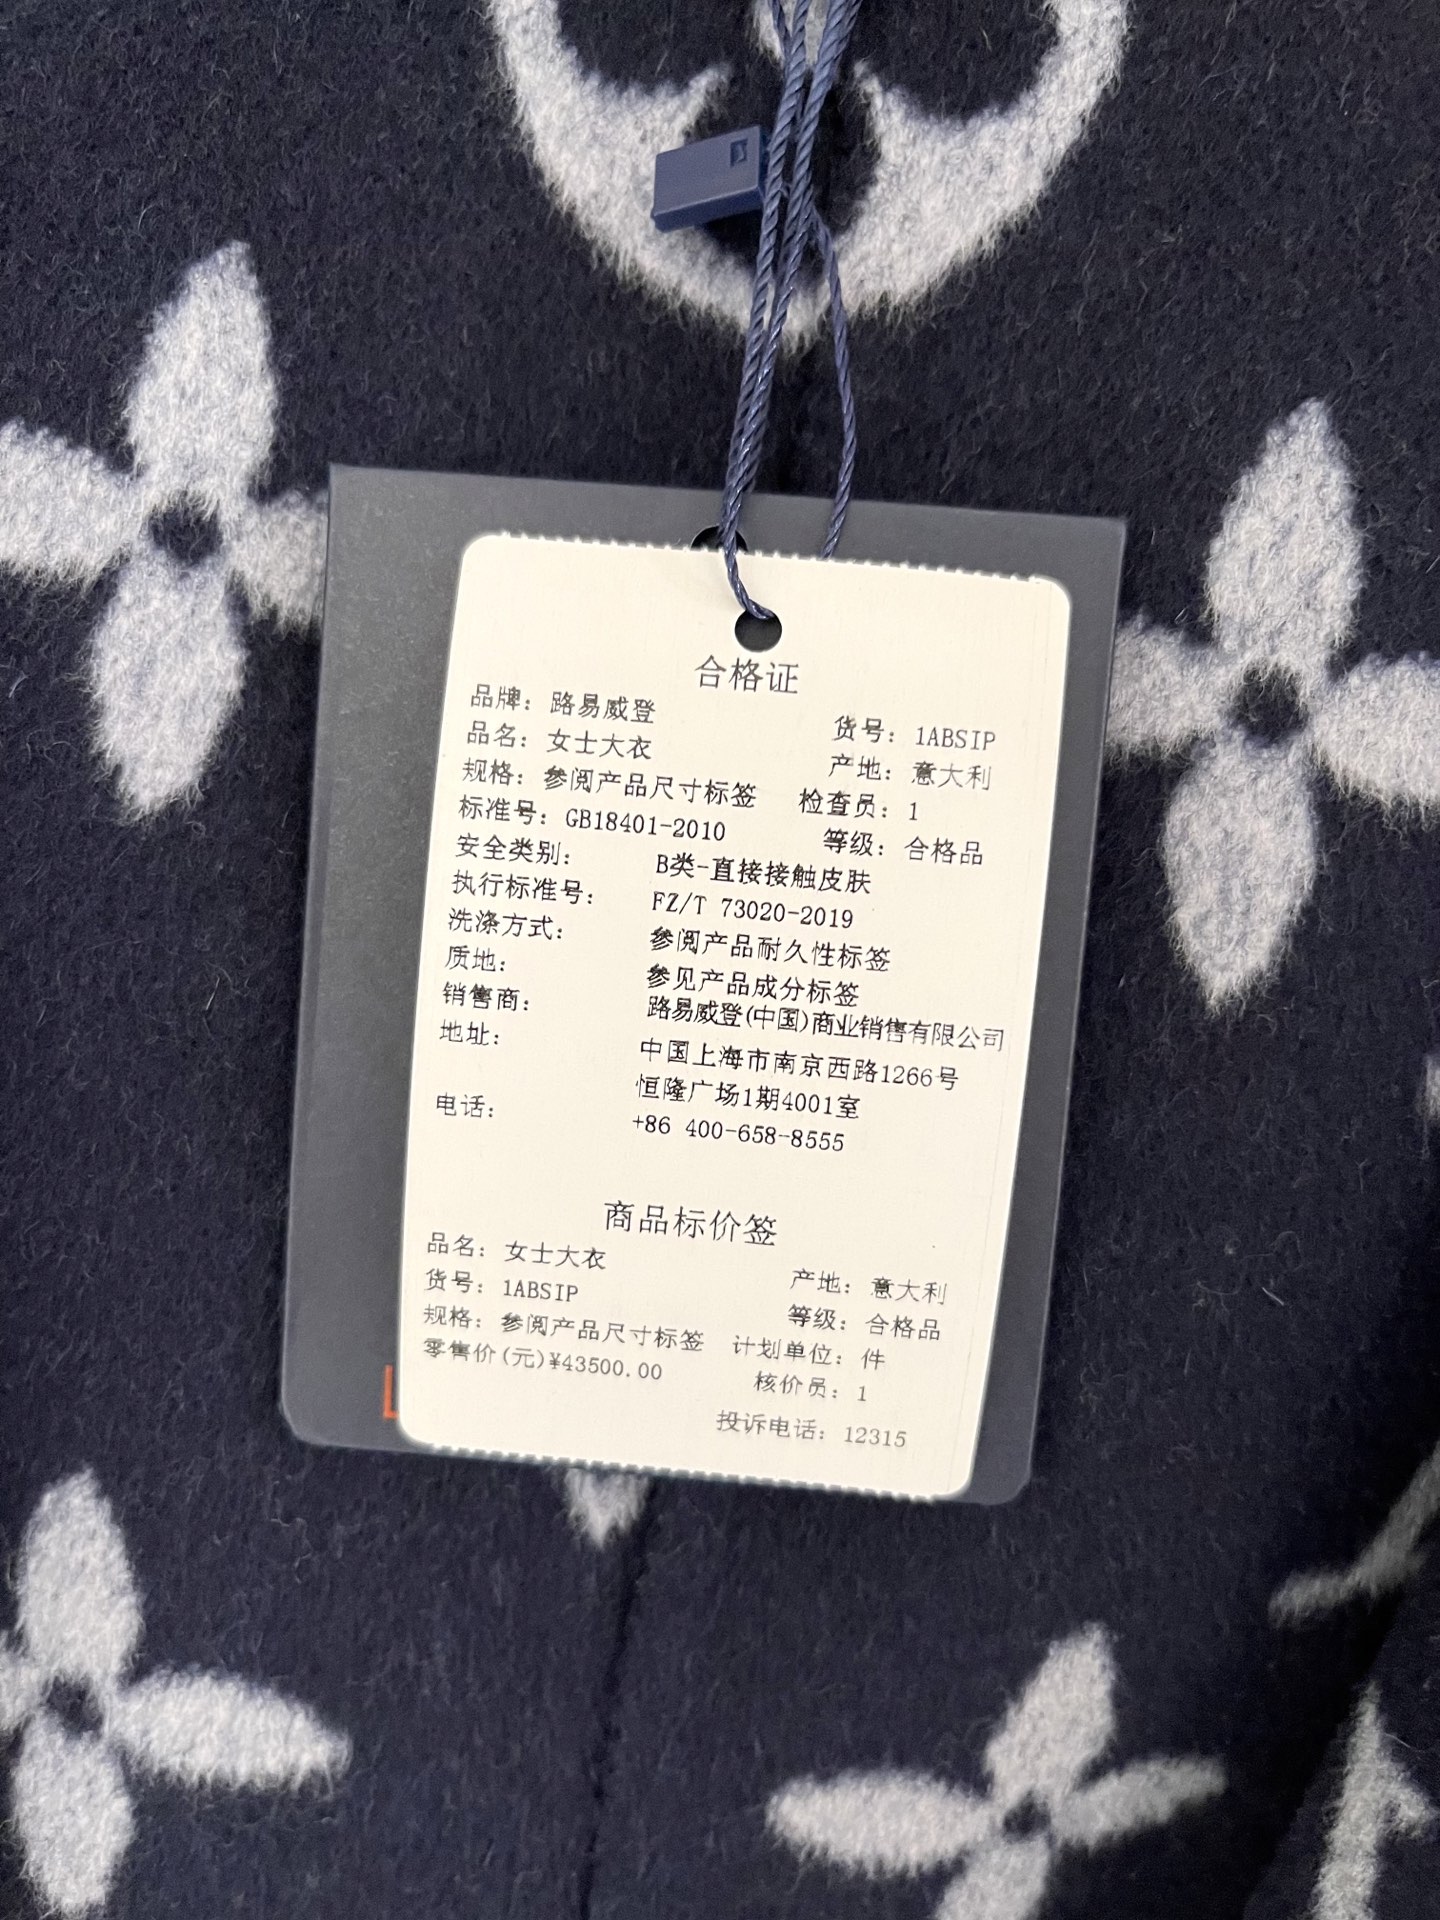 合格证
品牌：路易威登 货号：1ABSIP
品名：女士大衣 产地：意大利
规格：参阅产品尺寸标签 检查员：1
标准号：GB18401-2010 等级：合格品
安全类别： B类-直接接触皮肤
执行标准号： FZ/T 73020-2019
洗涤方式： 参阅产品耐久性标签
质地： 参见产品成分标签
销售商： 路易威登(中国)商业销售有限公司
地址： 中国上海市南京西路1266号
恒隆广场1期4001室
电话： +86 400-658-8555
商品标价签
品名：女士大衣 产地：意大利
货号：1ABSIP 等级：合格品
规格：参阅产品尺寸标签 计划单位：件
零售价(元)¥43500.00 核价员：1
投诉电话：12315
L